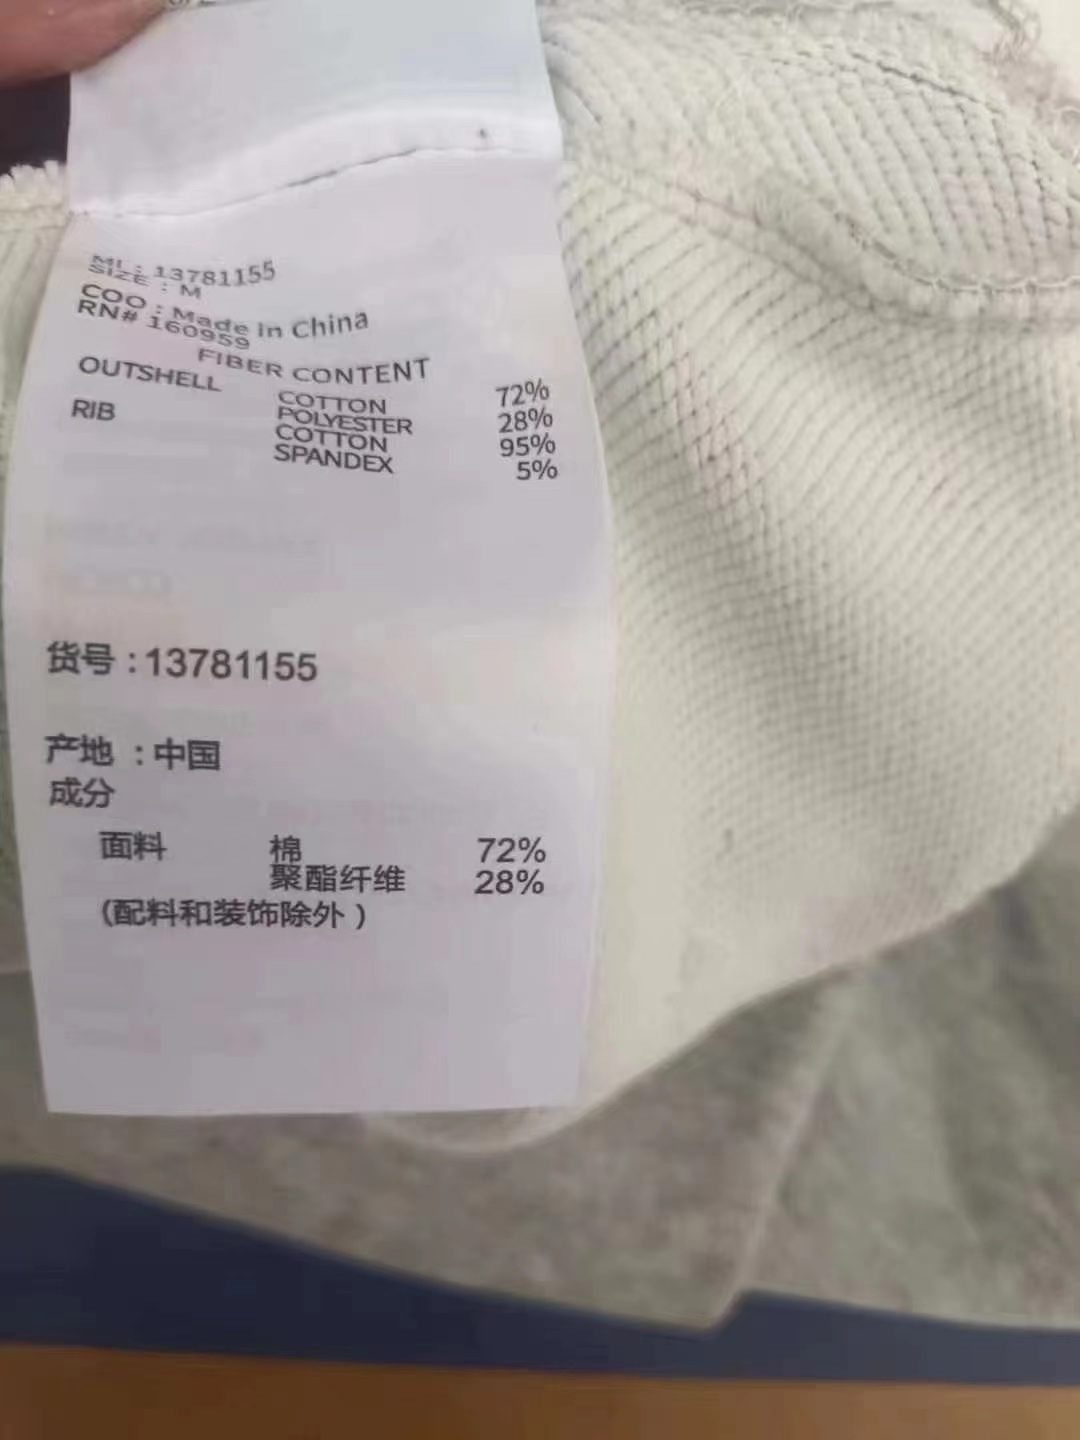 ML : 13781155
SIZE : M
COO : Made in China
RN# 160959
FIBER CONTENT
OUTSHELL COTTON 72%
POLYESTER 28%
RIB COTTON 95%
SPANDEX 5%
货号 : 13781155
产地 : 中国
成分
面料 棉 72%
聚酯纤维 28%
(配料和装饰除外 )